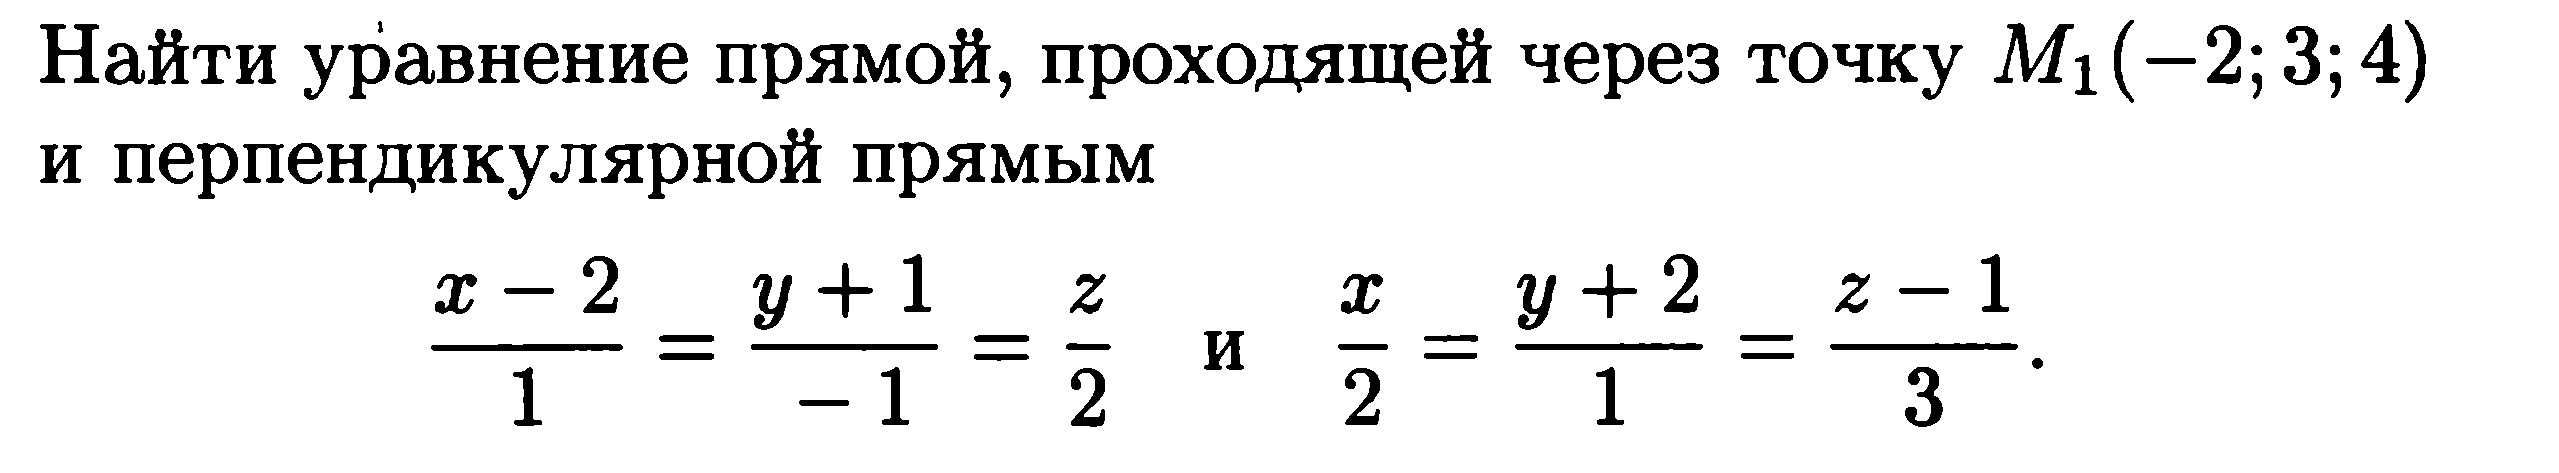 Найти уравнение прямой, проходящей через точку M₁(−2; 3; 4)
и перпендикулярной прямым
(x − 2)/1 = (y + 1)/(−1) = z/2 и x/2 = (y + 2)/1 = (z − 1)/3.